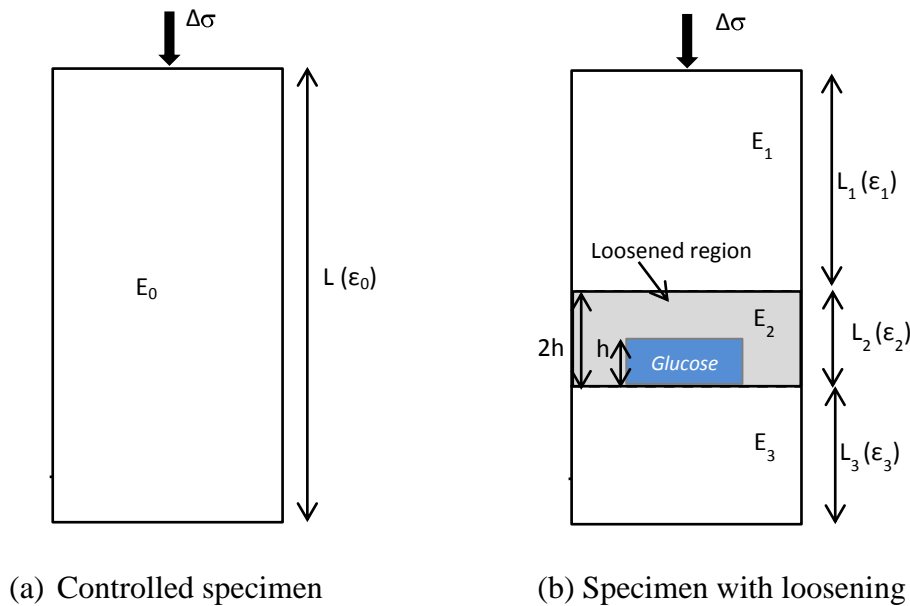 Δσ
E₀
L (ε₀)
(a) Controlled specimen
Δσ
E₁
L₁ (ε₁)
Loosened region
E₂
2h
h
Glucose
L₂ (ε₂)
E₃
L₃ (ε₃)
(b) Specimen with loosening